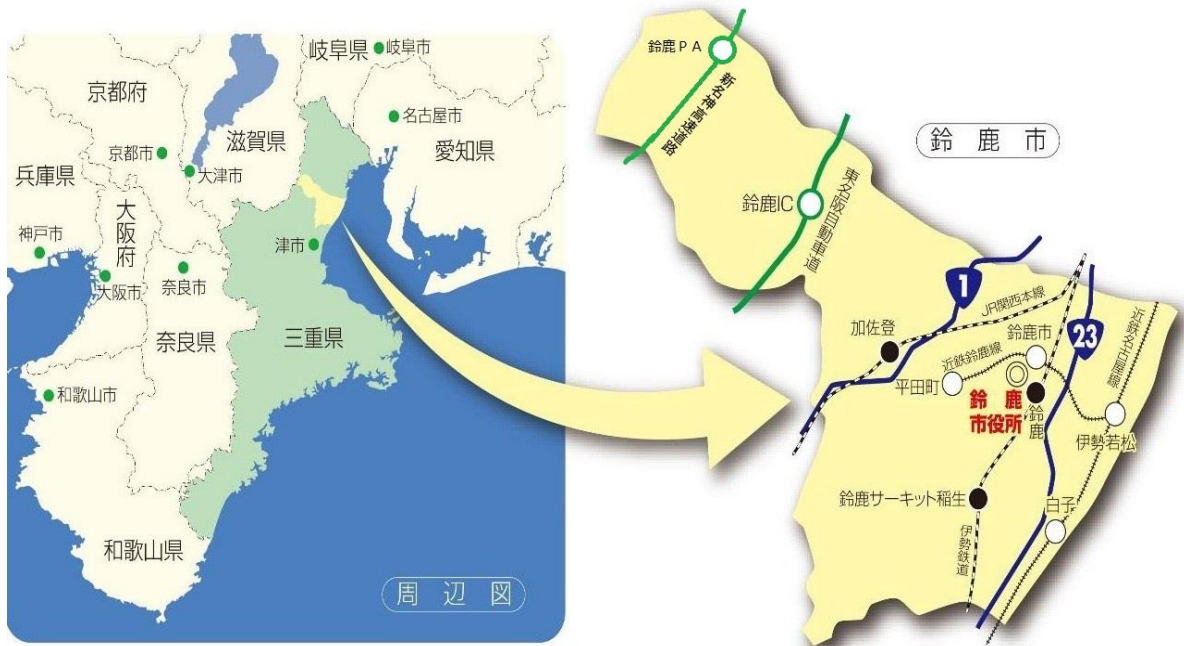 岐阜県
岐阜市
京都府
滋賀県
名古屋市
愛知県
京都市
大津市
兵庫県
大阪府
神戸市
大阪市
奈良市
津市
奈良県
三重県
和歌山市
和歌山県
周辺図
鈴鹿PA
新名神高速道路
鈴鹿市
鈴鹿IC
東名阪自動車道
1
JR関西本線
加佐登
鈴鹿市
23
近鉄名古屋線
近鉄鈴鹿線
平田町
鈴鹿
市役所
鈴鹿
伊勢若松
鈴鹿サーキット稲生
白子
伊勢鉄道